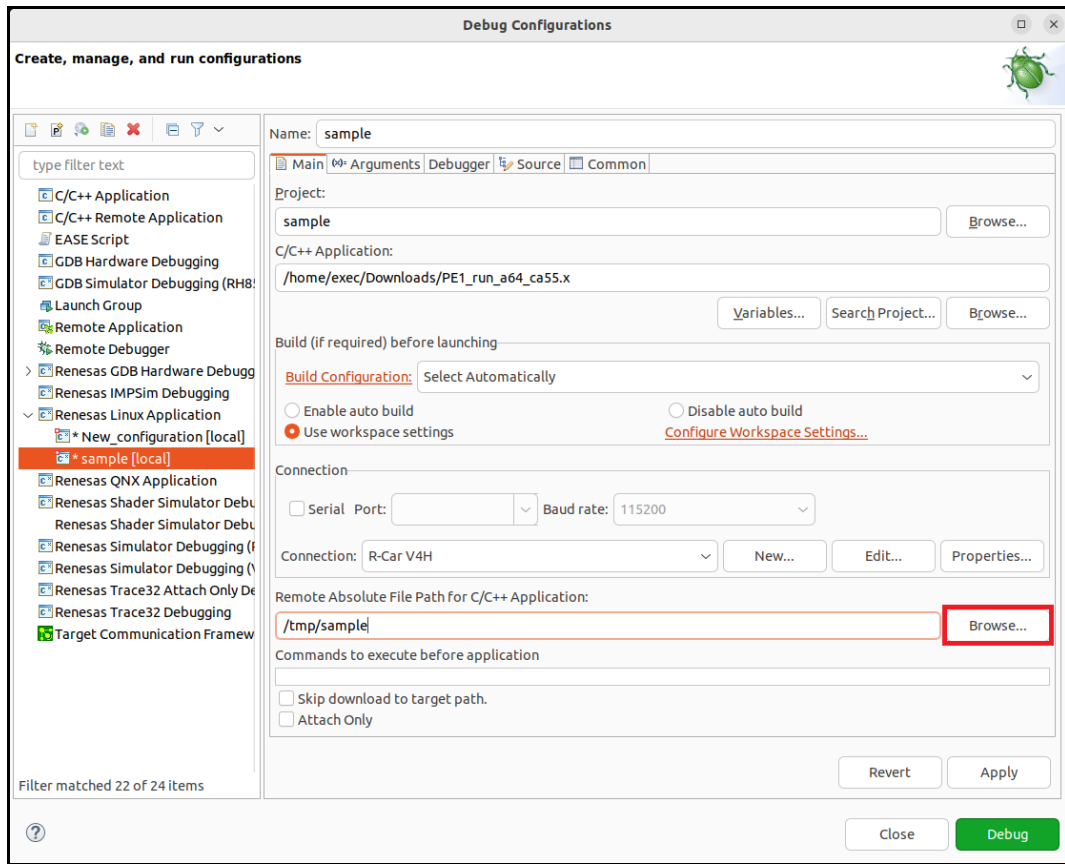 Debug Configurations
Create, manage, and run configurations
type filter text
C/C++ Application
C/C++ Remote Application
EASE Script
GDB Hardware Debugging
GDB Simulator Debugging (RH8
Launch Group
Remote Application
Remote Debugger
Renesas GDB Hardware Debugg
Renesas IMPSim Debugging
Renesas Linux Application
* New_configuration [local]
* sample [local]
Renesas QNX Application
Renesas Shader Simulator Debu
Renesas Shader Simulator Debu
Renesas Simulator Debugging (
Renesas Simulator Debugging (
Renesas Trace32 Attach Only De
Renesas Trace32 Debugging
Target Communication Framew
Filter matched 22 of 24 items
Name: sample
Main (x)= Arguments Debugger Source Common
Project:
sample Browse...
C/C++ Application:
/home/exec/Downloads/PE1_run_a64_ca55.x
Variables... Search Project... Browse...
Build (if required) before launching
Build Configuration: Select Automatically
Enable auto build Disable auto build
Use workspace settings Configure Workspace Settings...
Connection
Serial Port: Baud rate: 115200
Connection: R-Car V4H New... Edit... Properties...
Remote Absolute File Path for C/C++ Application:
/tmp/sample Browse...
Commands to execute before application
Skip download to target path.
Attach Only
Revert Apply
Close Debug